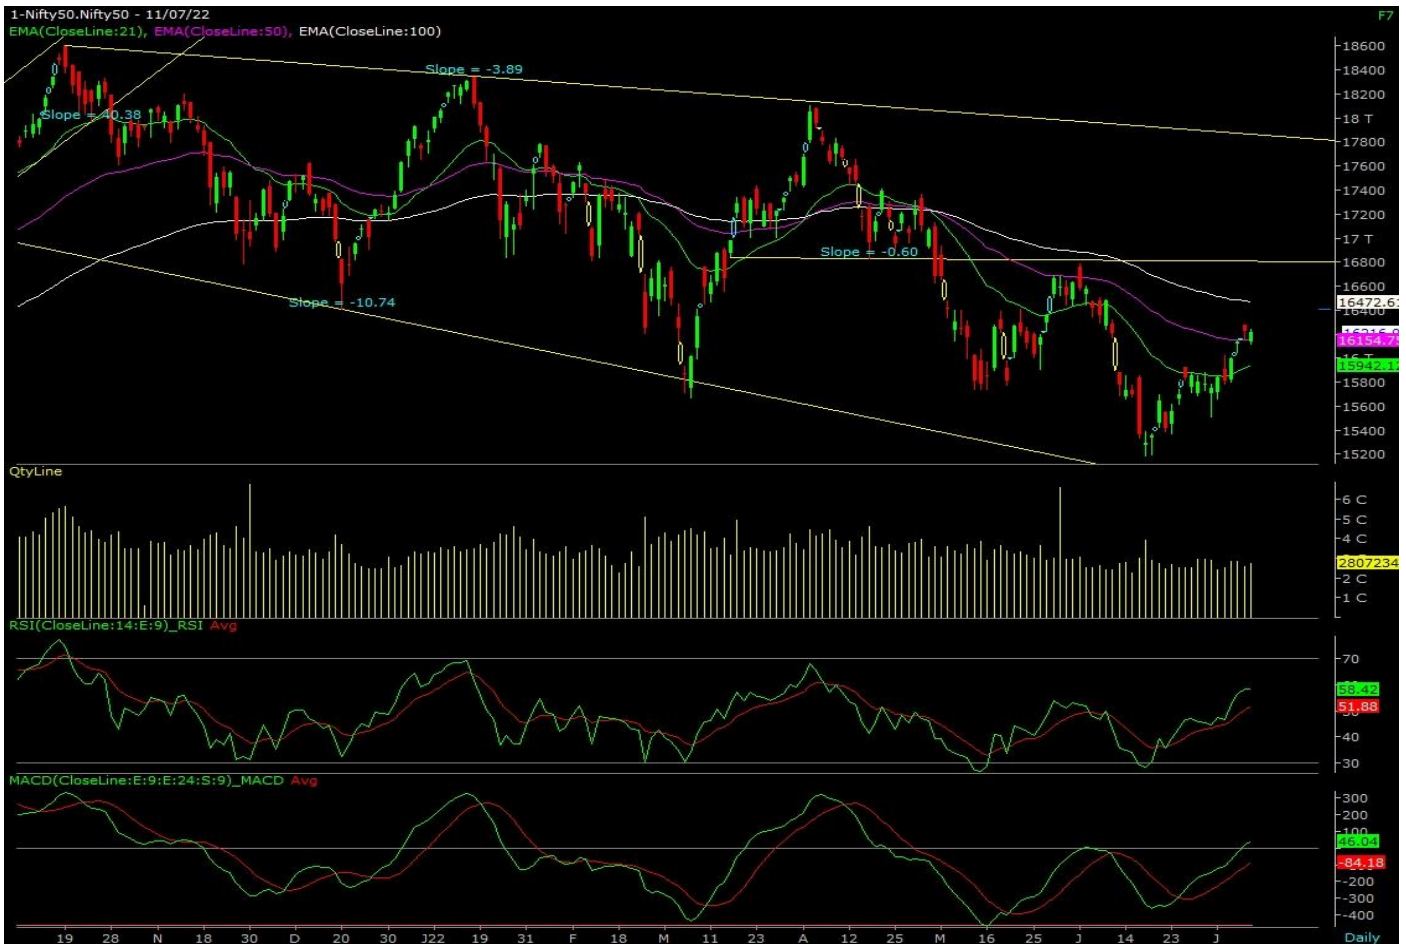 1-Nifty50.Nifty50 - 11/07/22
F7
EMA(CloseLine:21), EMA(CloseLine:50), EMA(CloseLine:100)
18600
Slope = -3.89
18400
18200
Slope = 40.38
18 T
17800
17600
17400
17200
17 T
Slope = -0.60
16800
16600
Slope = -10.74
16472.61
16400
16154.75
15942.12
15800
15600
15400
15200
QtyLine
6 C
5 C
4 C
2807234
2 C
1 C
RSI(CloseLine:14:E:9)_RSI Avg
70
58.42
51.88
40
30
MACD(CloseLine:E:9:E:24:S:9)_MACD Avg
300
200
100
46.04
-84.18
-200
-300
-400
19 28 N 18 30 D 20 30 J22 19 31 F 18 M 11 23 A 12 25 M 16 25 J 14 23 J Daily